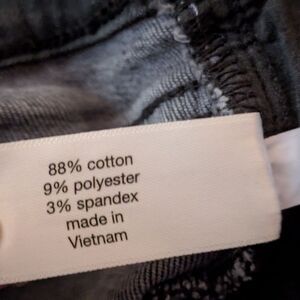 88% cotton
9% polyester
3% spandex
made in
Vietnam